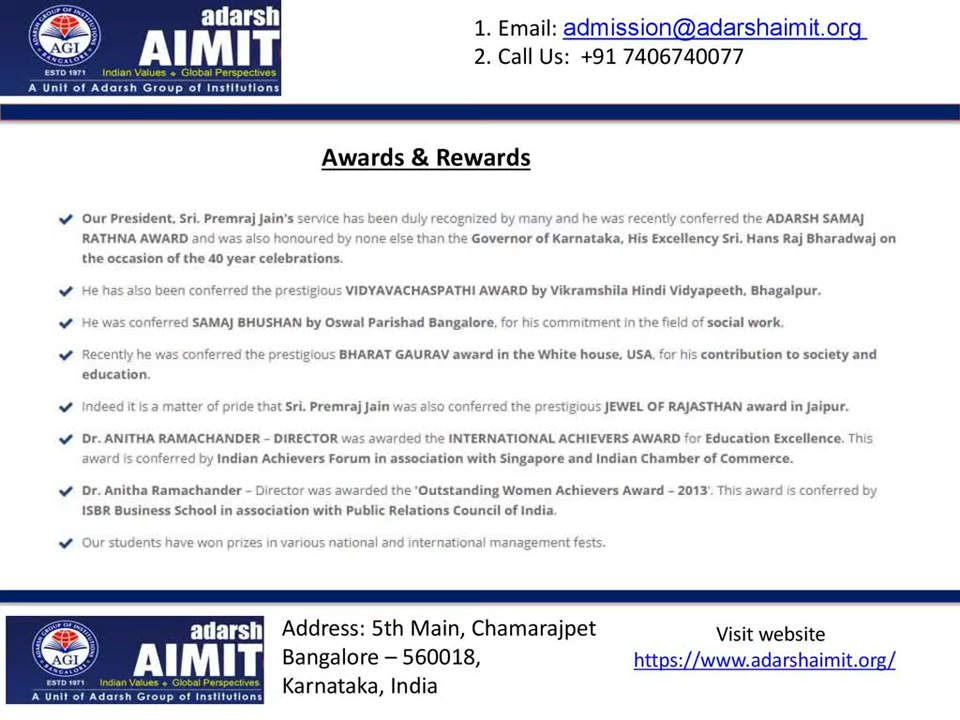 adarsh
AIMIT
ADARSH GROUP OF INSTITUTIONS
AGI
BANGALORE
ESTD 1971
Indian Values Global Perspectives
A Unit of Adarsh Group of Institutions
1. Email: admission@adarshaimit.org
2. Call Us: +91 7406740077
Awards & Rewards
Our President, Sri. Premraj Jain's service has been duly recognized by many and he was recently conferred the ADARSH SAMAJ
RATHNA AWARD and was also honoured by none else than the Governor of Karnataka, His Excellency Sri. Hans Raj Bharadwaj on
the occasion of the 40 year celebrations.
He has also been conferred the prestigious VIDYAVACHASPATHI AWARD by Vikramshila Hindi Vidyapeeth, Bhagalpur.
He was conferred SAMAJ BHUSHAN by Oswal Parishad Bangalore, for his commitment in the field of social work.
Recently he was conferred the prestigious BHARAT GAURAV award in the White house, USA, for his contribution to society and
education.
Indeed it is a matter of pride that Sri. Premraj Jain was also conferred the prestigious JEWEL OF RAJASTHAN award in Jaipur.
Dr. ANITHA RAMACHANDER – DIRECTOR was awarded the INTERNATIONAL ACHIEVERS AWARD for Education Excellence. This
award is conferred by Indian Achievers Forum in association with Singapore and Indian Chamber of Commerce.
Dr. Anitha Ramachander – Director was awarded the 'Outstanding Women Achievers Award – 2013'. This award is conferred by
ISBR Business School in association with Public Relations Council of India.
Our students have won prizes in various national and international management fests.
adarsh
AIMIT
ADARSH GROUP OF INSTITUTIONS
AGI
BANGALORE
ESTD 1971
Indian Values Global Perspectives
A Unit of Adarsh Group of Institutions
Address: 5th Main, Chamarajpet
Bangalore – 560018,
Karnataka, India
Visit website
https://www.adarshaimit.org/